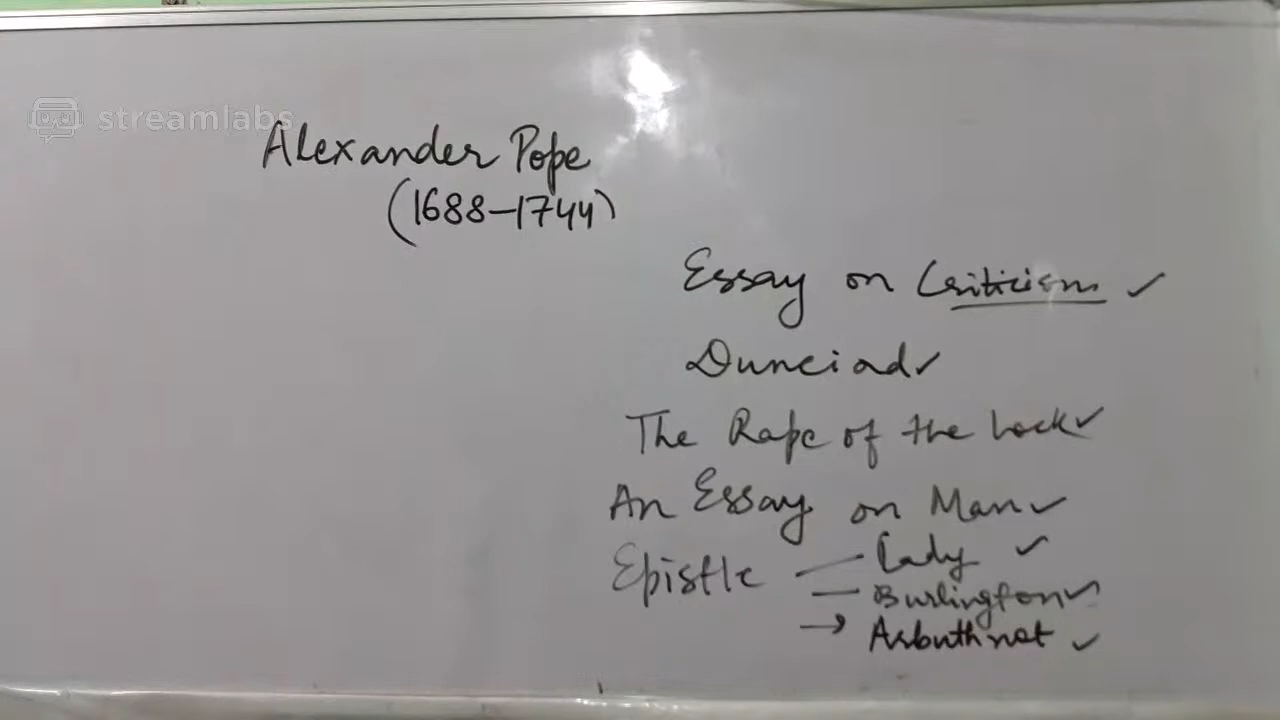 streamlabs
Alexander Pope
(1688-1744)
Essay on Criticism ✓
Dunciad ✓
The Rape of the Lock ✓
An Essay on Man ✓
Epistle — Lady ✓
— Burlington ✓
→ Arbuthnot ✓